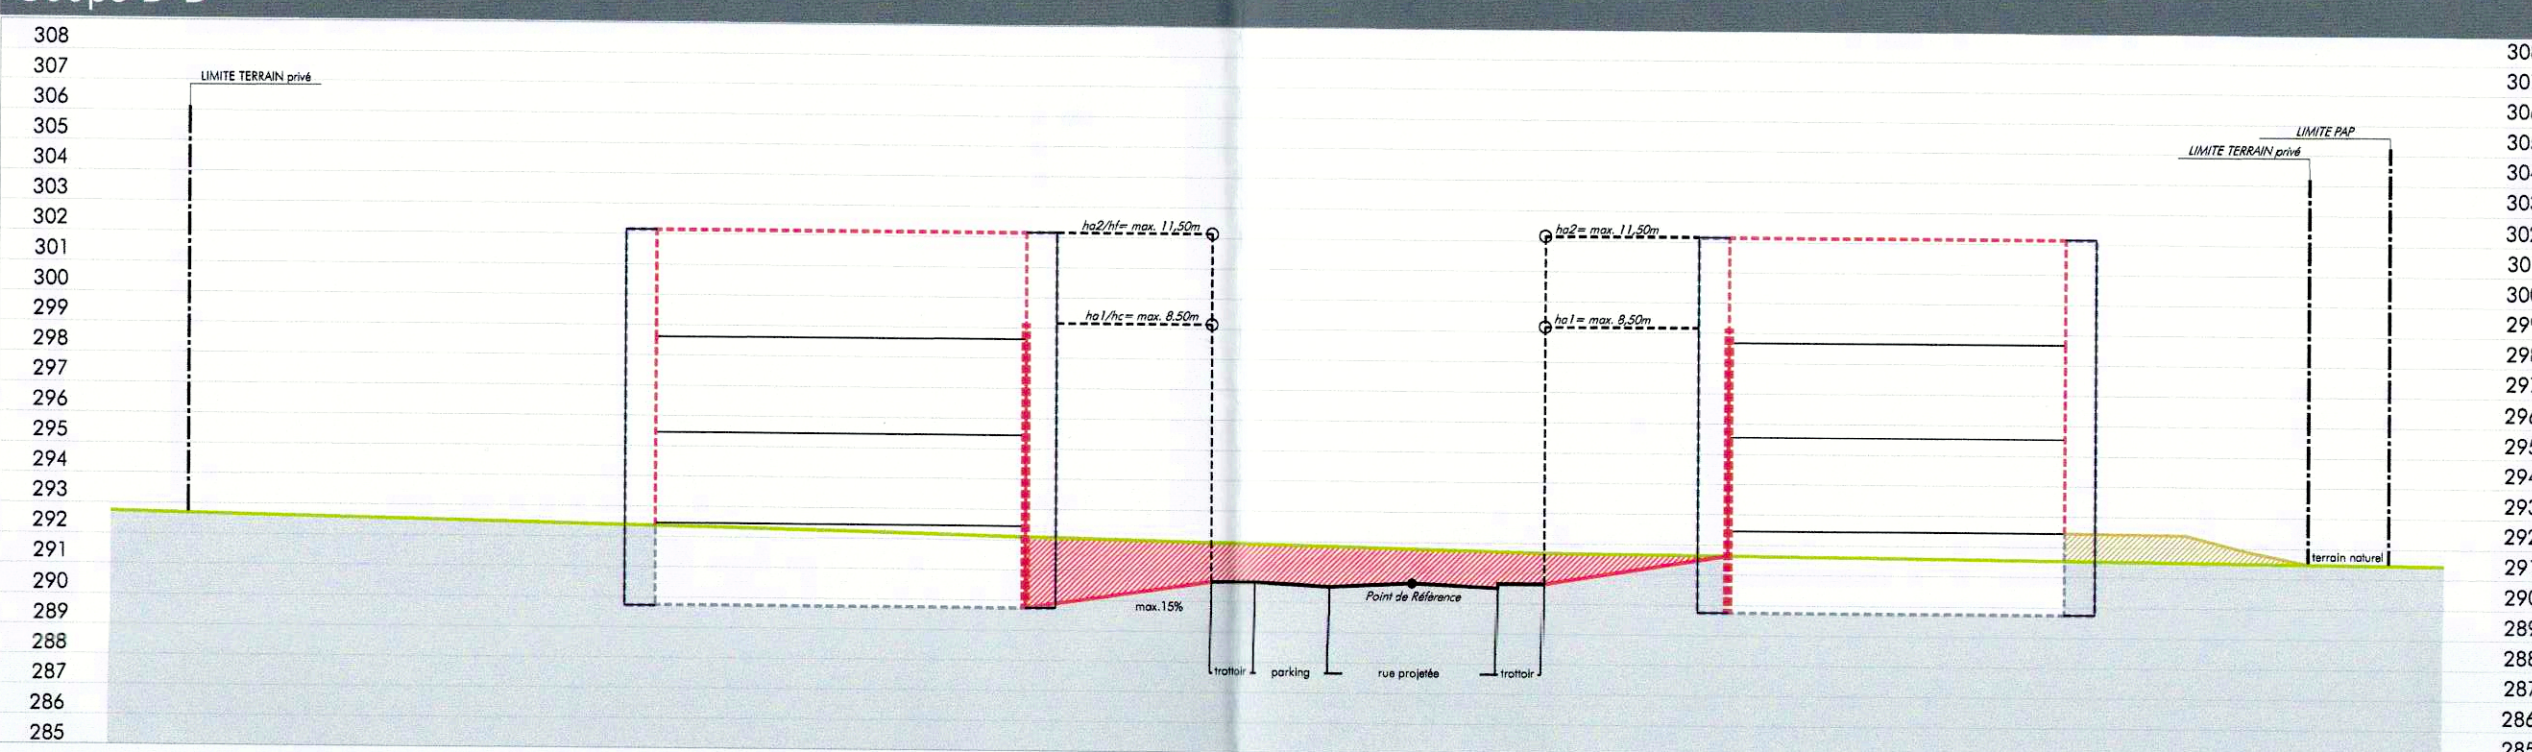 308
307
306
305
304
303
302
301
300
299
298
297
296
295
294
293
292
291
290
289
288
287
286
285
LIMITE TERRAIN privé
ha2/hf= max. 11,50m
ha1/hc= max. 8.50m
max.15%
ha2= max. 11,50m
ha1= max. 8,50m
Point de Référence
trottoir
parking
rue projetée
trottoir
LIMITE PAP
LIMITE TERRAIN privé
terrain naturel